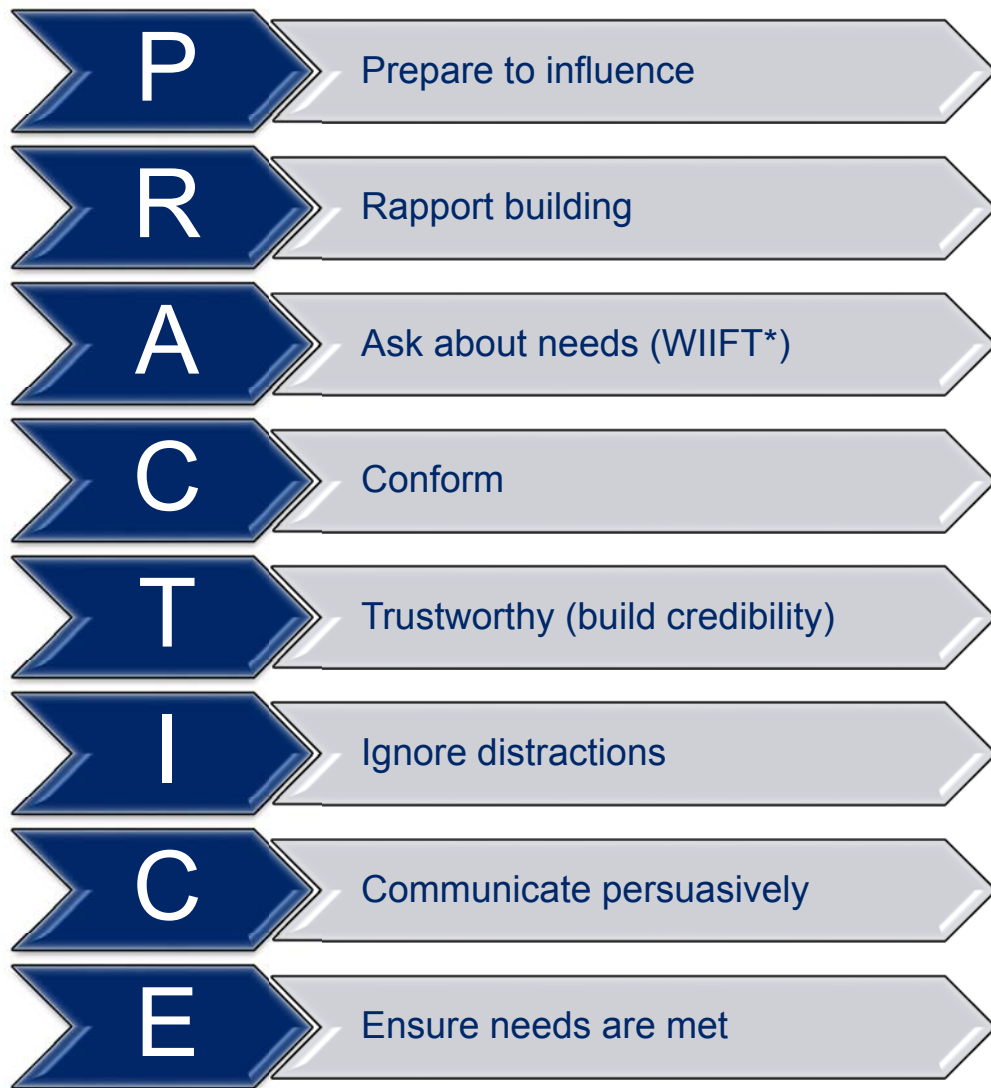 P
Prepare to influence
R
Rapport building
A
Ask about needs (WIIFT*)
C
Conform
T
Trustworthy (build credibility)
I
Ignore distractions
C
Communicate persuasively
E
Ensure needs are met